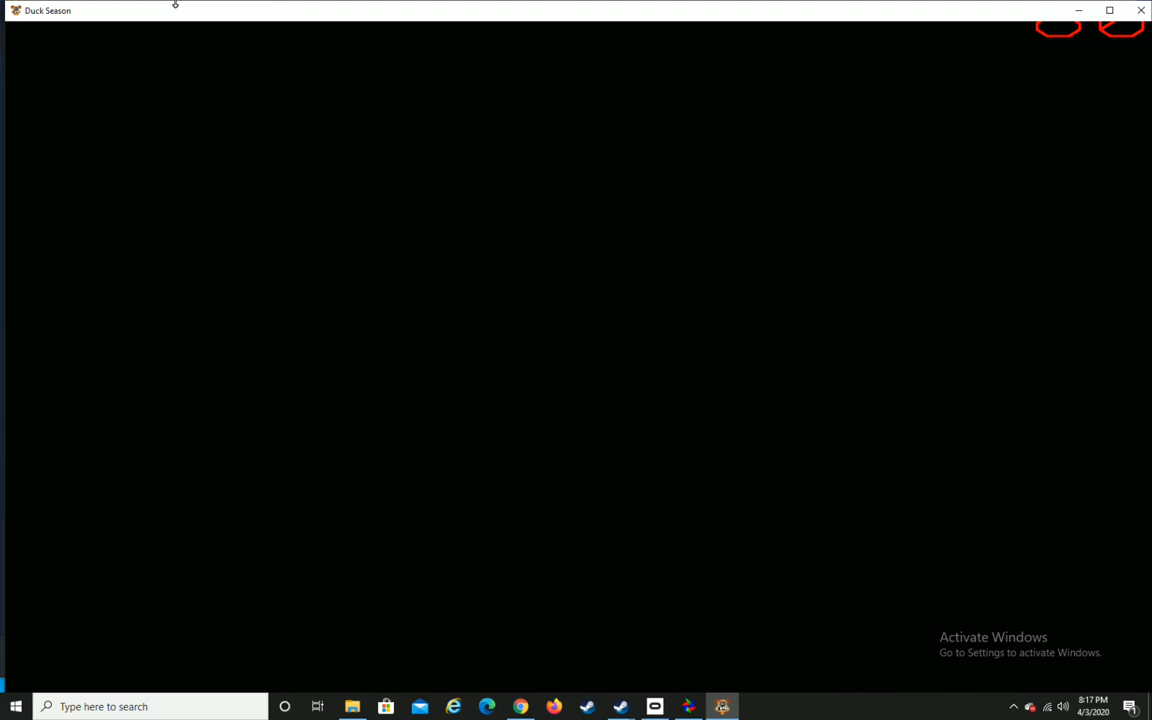 Duck Season
Activate Windows
Go to Settings to activate Windows.
Type here to search
8:17 PM
4/3/2020
1